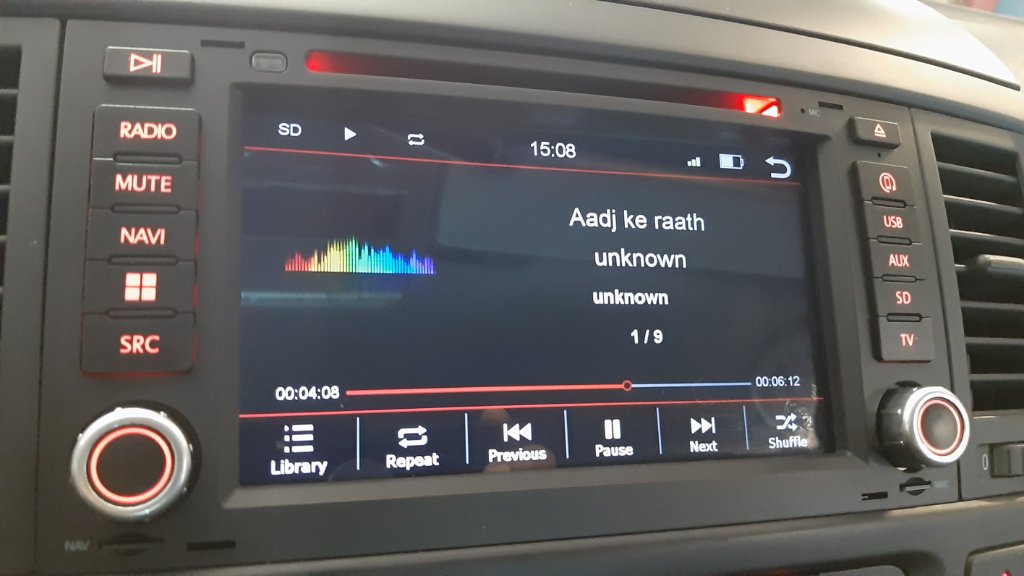 RADIO
MUTE
NAVI
SRC
SD
15:08
Aadj ke raath
unknown
unknown
1 / 9
00:04:08
00:06:12
Library
Repeat
Previous
Pause
Next
Shuffle
USB
AUX
SD
TV
NAV